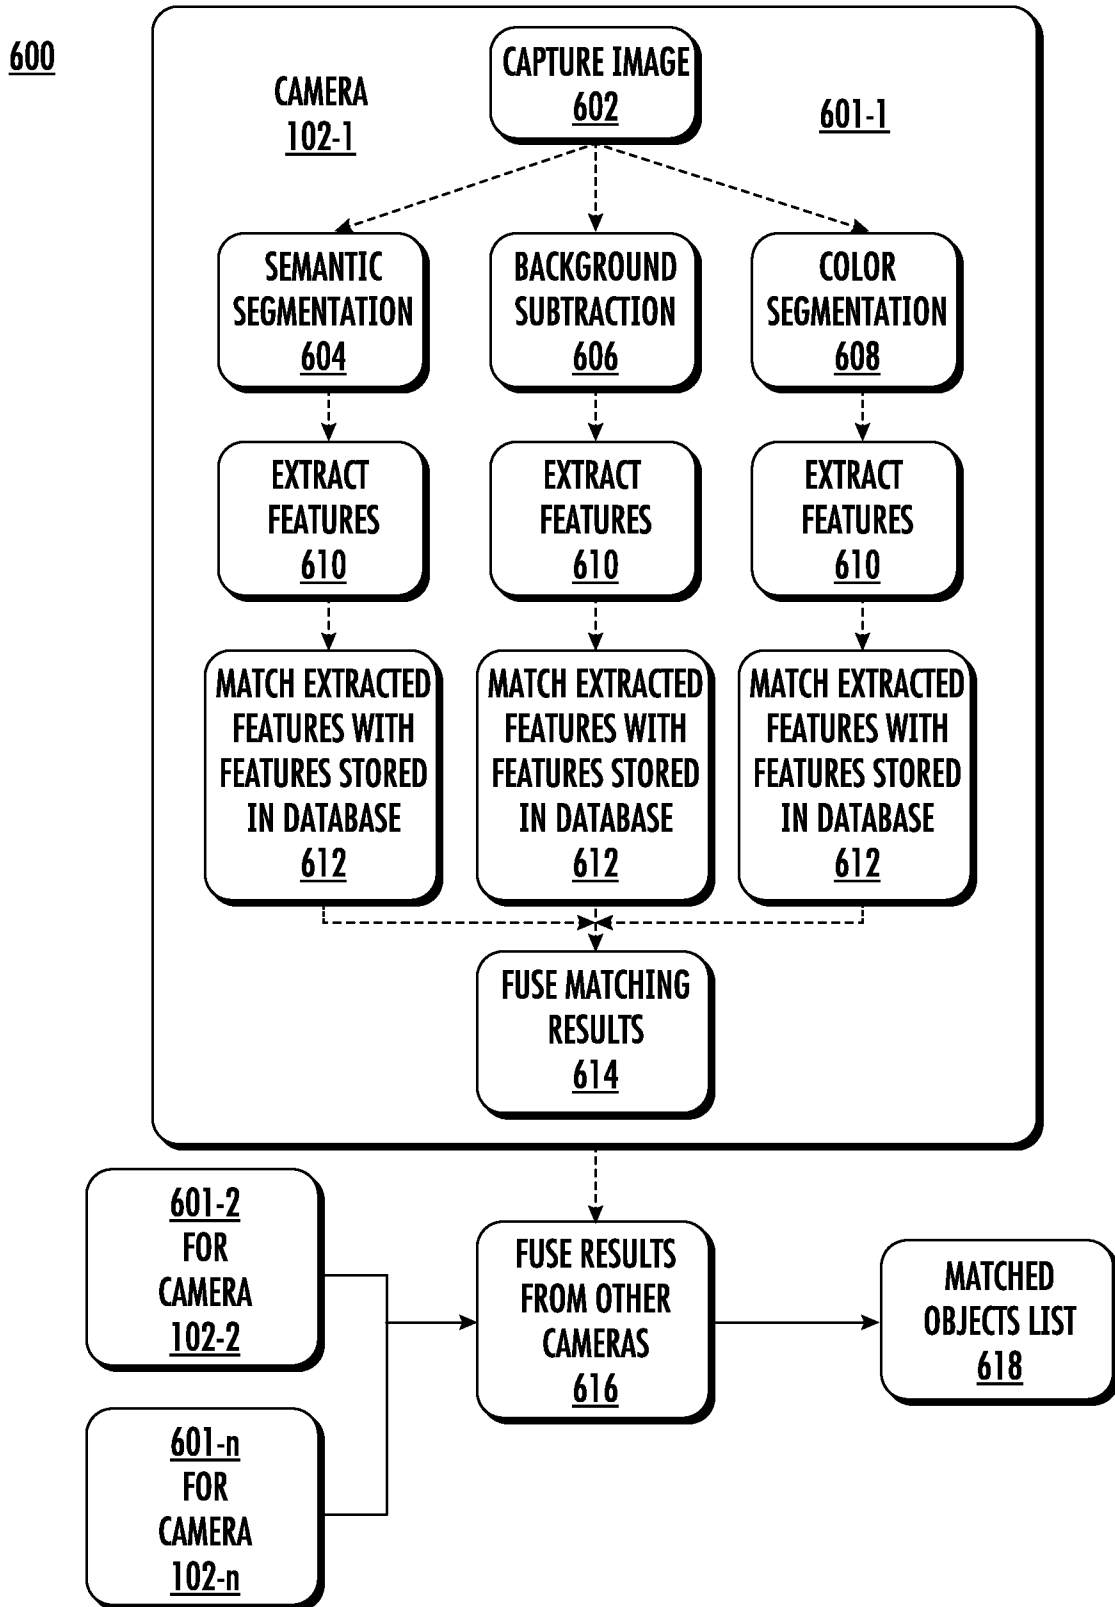 600
CAPTURE IMAGE
602
CAMERA
102-1
601-1
SEMANTIC
SEGMENTATION
604
BACKGROUND
SUBTRACTION
606
COLOR
SEGMENTATION
608
EXTRACT
FEATURES
610
EXTRACT
FEATURES
610
EXTRACT
FEATURES
610
MATCH EXTRACTED
FEATURES WITH
FEATURES STORED
IN DATABASE
612
MATCH EXTRACTED
FEATURES WITH
FEATURES STORED
IN DATABASE
612
MATCH EXTRACTED
FEATURES WITH
FEATURES STORED
IN DATABASE
612
FUSE MATCHING
RESULTS
614
601-2
FOR
CAMERA
102-2
FUSE RESULTS
FROM OTHER
CAMERAS
616
MATCHED
OBJECTS LIST
618
601-n
FOR
CAMERA
102-n